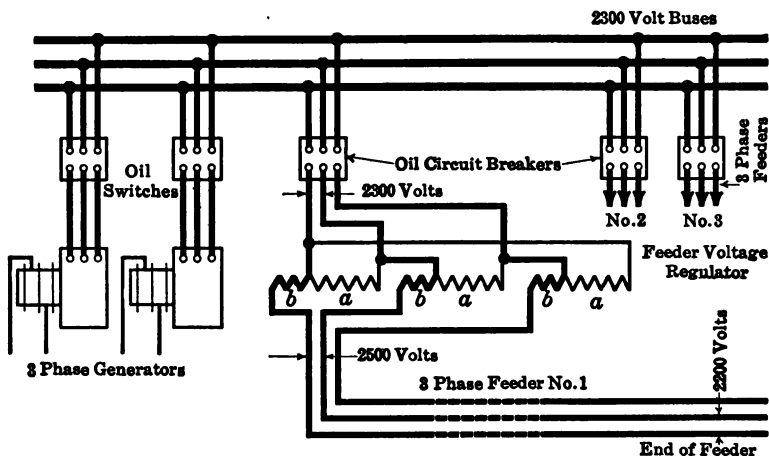 2300 Volt Buses
Oil
Switches
Oil Circuit Breakers
3 Phase
Feeders
2300 Volts
No.2
No.3
Feeder Voltage
Regulator
b
a
b
a
b
a
3 Phase Generators
2500 Volts
2200 Volts
3 Phase Feeder No.1
End of Feeder